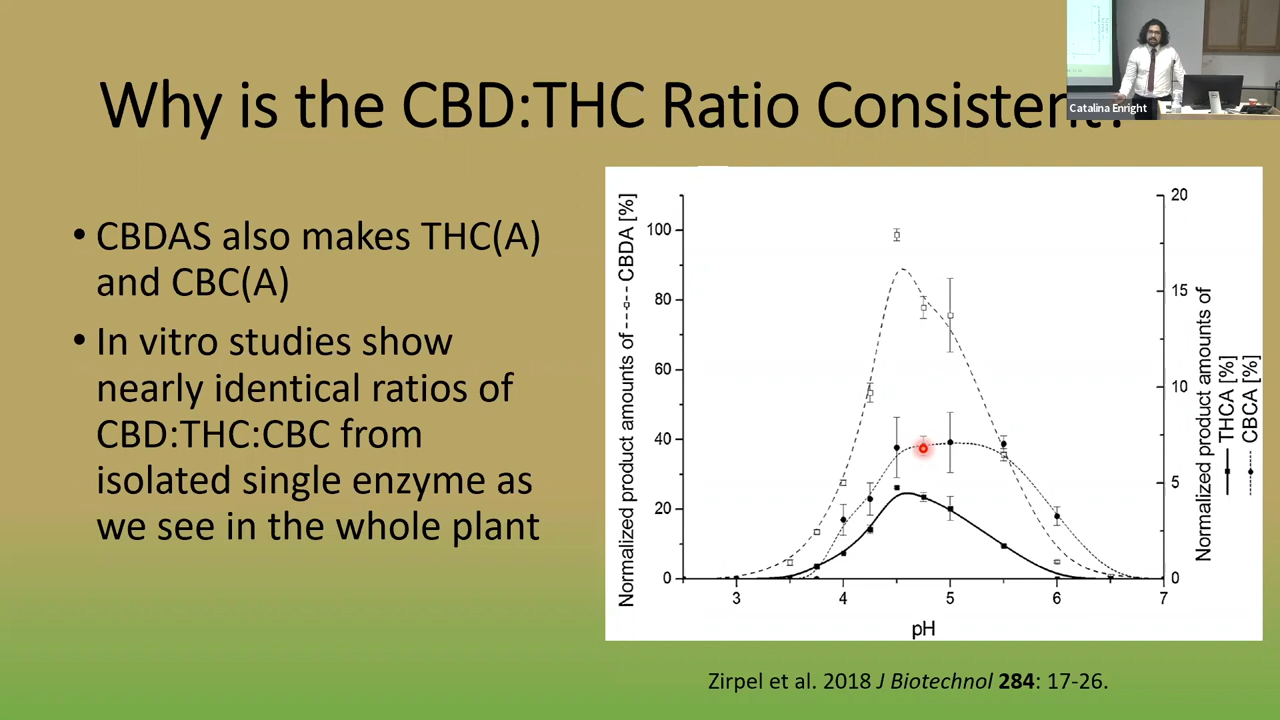 Why is the CBD:THC Ratio Consistent?
Catalina Enright
• CBDAS also makes THC(A)
and CBC(A)
• In vitro studies show
nearly identical ratios of
CBD:THC:CBC from
isolated single enzyme as
we see in the whole plant
Normalized product amounts of CBDA [%]
100
80
60
40
20
0
3
4
5
6
7
pH
20
15
10
5
0
Normalized product amounts of
THCA [%]
CBCA [%]
Zirpel et al. 2018 J Biotechnol 284: 17-26.